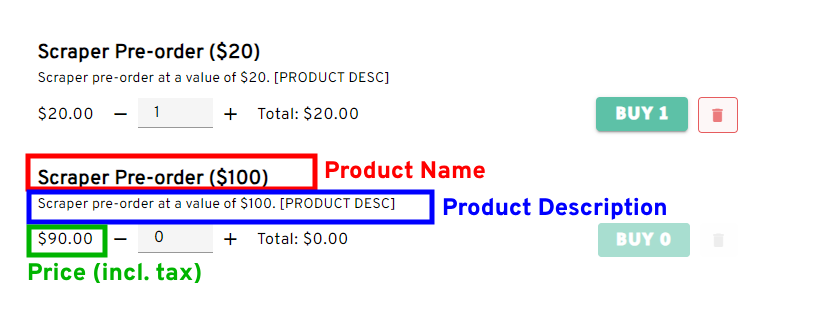 Scraper Pre-order ($20)
Scraper pre-order at a value of $20. [PRODUCT DESC]
$20.00 − 1 + Total: $20.00 BUY 1
Scraper Pre-order ($100) Product Name
Scraper pre-order at a value of $100. [PRODUCT DESC] Product Description
$90.00 − 0 + Total: $0.00 BUY 0
Price (incl. tax)